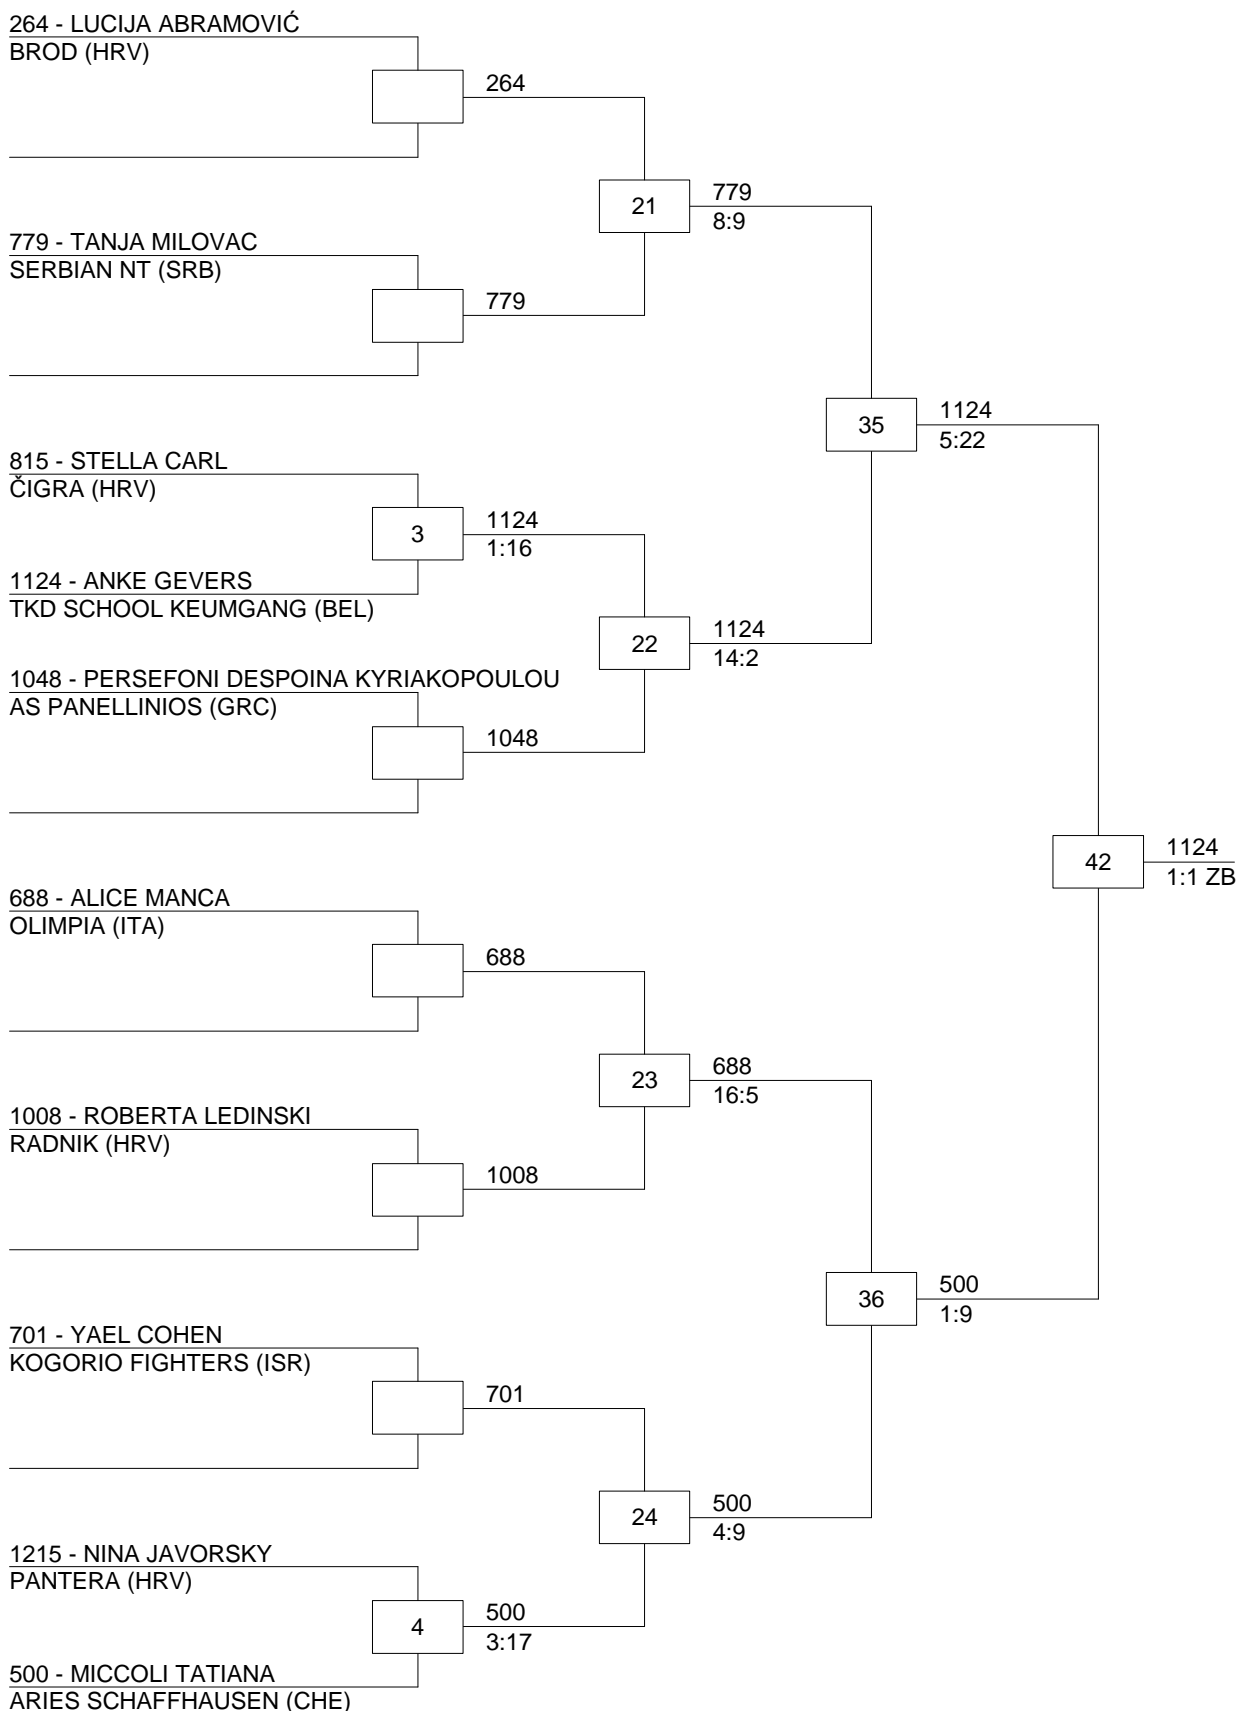 264 - LUCIJA ABRAMOVIĆ
BROD (HRV)
264
21
779
8:9
779 - TANJA MILOVAC
SERBIAN NT (SRB)
779
35
1124
5:22
815 - STELLA CARL
ČIGRA (HRV)
3
1124
1:16
1124 - ANKE GEVERS
TKD SCHOOL KEUMGANG (BEL)
22
1124
14:2
1048 - PERSEFONI DESPOINA KYRIAKOPOULOU
AS PANELLINIOS (GRC)
1048
42
1124
1:1 ZB
688 - ALICE MANCA
OLIMPIA (ITA)
688
23
688
16:5
1008 - ROBERTA LEDINSKI
RADNIK (HRV)
1008
36
500
1:9
701 - YAEL COHEN
KOGORIO FIGHTERS (ISR)
701
24
500
4:9
1215 - NINA JAVORSKY
PANTERA (HRV)
4
500
3:17
500 - MICCOLI TATIANA
ARIES SCHAFFHAUSEN (CHE)